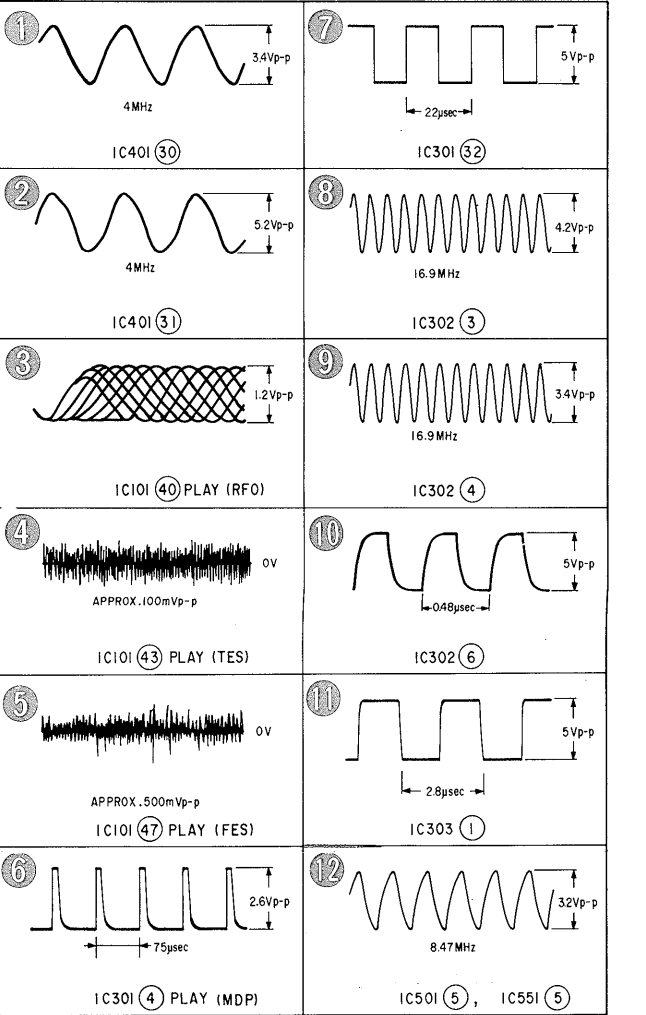 1
3.4Vp-p
4MHz
IC401 30
2
5.2Vp-p
4MHz
IC401 31
3
1.2Vp-p
IC101 40 PLAY (RFO)
4
0V
APPROX.100mVp-p
IC101 43 PLAY (TES)
5
0V
APPROX.500mVp-p
IC101 47 PLAY (FES)
6
2.6Vp-p
75µsec
IC301 4 PLAY (MDP)
7
5Vp-p
22µsec
IC301 32
8
4.2Vp-p
16.9MHz
IC302 3
9
3.4Vp-p
16.9MHz
IC302 4
10
5Vp-p
0.48µsec
IC302 6
11
5Vp-p
2.8µsec
IC303 1
12
3.2Vp-p
8.47MHz
IC501 5, IC551 5